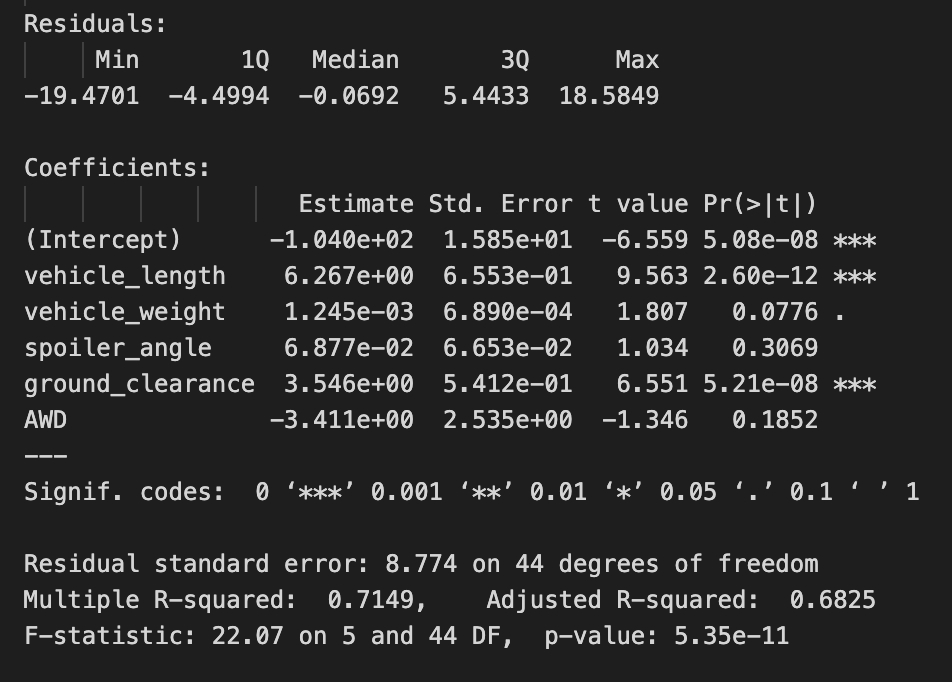 Residuals:
Min 1Q Median 3Q Max
-19.4701 -4.4994 -0.0692 5.4433 18.5849
Coefficients:
Estimate Std. Error t value Pr(>|t|)
(Intercept) -1.040e+02 1.585e+01 -6.559 5.08e-08 ***
vehicle_length 6.267e+00 6.553e-01 9.563 2.60e-12 ***
vehicle_weight 1.245e-03 6.890e-04 1.807 0.0776 .
spoiler_angle 6.877e-02 6.653e-02 1.034 0.3069
ground_clearance 3.546e+00 5.412e-01 6.551 5.21e-08 ***
AWD -3.411e+00 2.535e+00 -1.346 0.1852
---
Signif. codes: 0 ‘***’ 0.001 ‘**’ 0.01 ‘*’ 0.05 ‘.’ 0.1 ‘ ’ 1
Residual standard error: 8.774 on 44 degrees of freedom
Multiple R-squared: 0.7149, Adjusted R-squared: 0.6825
F-statistic: 22.07 on 5 and 44 DF, p-value: 5.35e-11